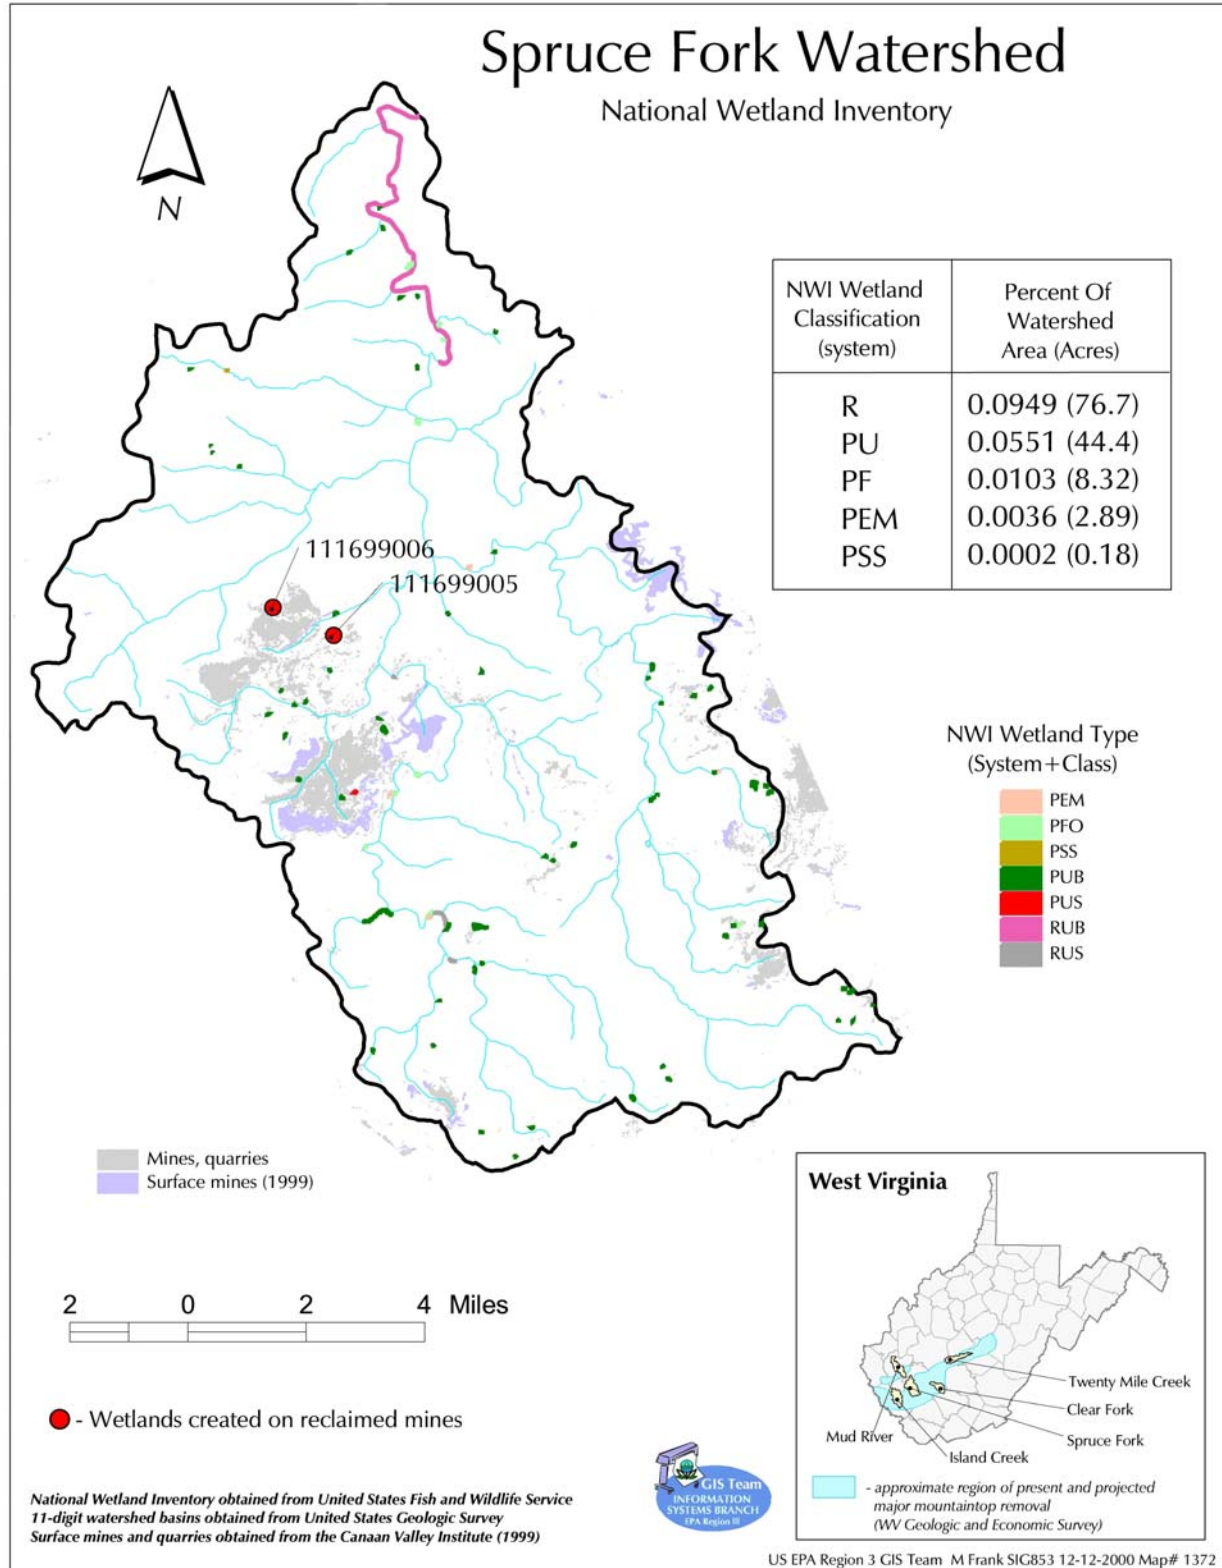 Spruce Fork Watershed
National Wetland Inventory
N
NWI Wetland
Classification
(system)
Percent Of
Watershed
Area (Acres)
R 0.0949 (76.7)
PU 0.0551 (44.4)
PF 0.0103 (8.32)
PEM 0.0036 (2.89)
PSS 0.0002 (0.18)
111699006
111699005
NWI Wetland Type
(System+Class)
PEM
PFO
PSS
PUB
PUS
RUB
RUS
Mines, quarries
Surface mines (1999)
2 0 2 4 Miles
- Wetlands created on reclaimed mines
West Virginia
Twenty Mile Creek
Clear Fork
Spruce Fork
Mud River
Island Creek
- approximate region of present and projected
major mountaintop removal
(WV Geologic and Economic Survey)
GIS Team
INFORMATION
SYSTEMS BRANCH
EPA Region III
National Wetland Inventory obtained from United States Fish and Wildlife Service
11-digit watershed basins obtained from United States Geologic Survey
Surface mines and quarries obtained from the Canaan Valley Institute (1999)
US EPA Region 3 GIS Team M Frank SIG853 12-12-2000 Map# 1372